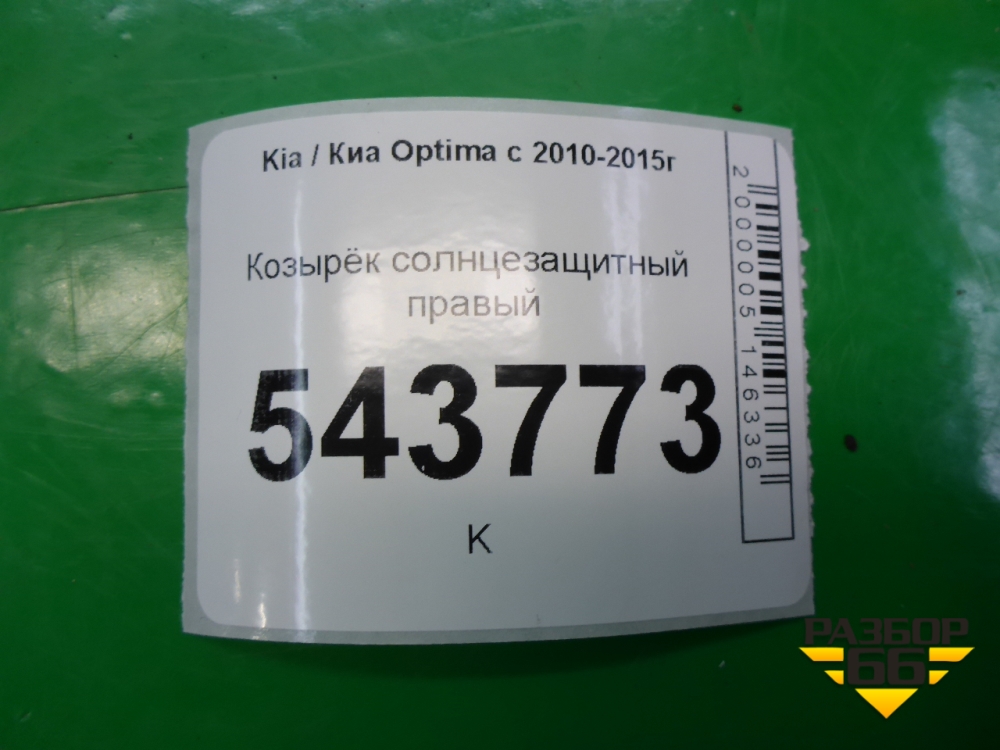 Kia / Киа Optima с 2010-2015г
Козырёк солнцезащитный
правый
543773
К
2000005146336
РАЗБОР
66